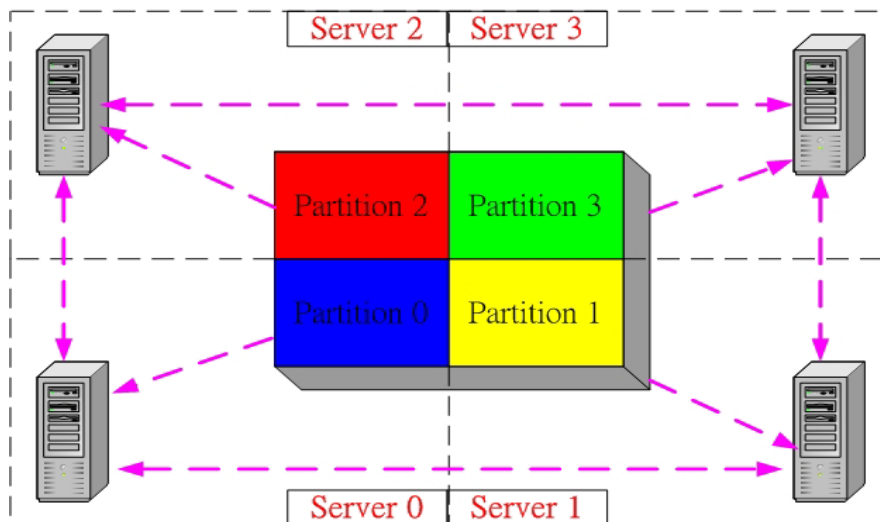 Server 2 Server 3
Partition 2 Partition 3
Partition 0 Partition 1
Server 0 Server 1